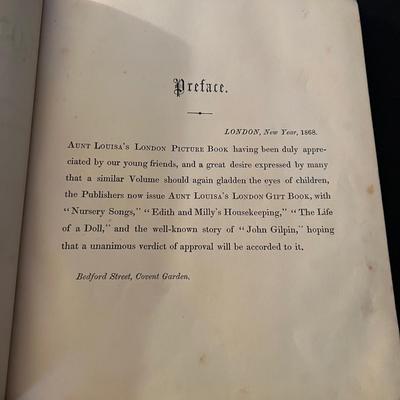 Preface.
LONDON, New Year, 1868.
AUNT LOUISA'S LONDON PICTURE BOOK having been duly appre-
ciated by our young friends, and a great desire expressed by many
that a similar Volume should again gladden the eyes of children,
the Publishers now issue AUNT LOUISA'S LONDON GIFT BOOK, with
"Nursery Songs," "Edith and Milly's Housekeeping," "The Life
of a Doll," and the well-known story of "John Gilpin," hoping
that a unanimous verdict of approval will be accorded to it.
Bedford Street, Covent Garden.